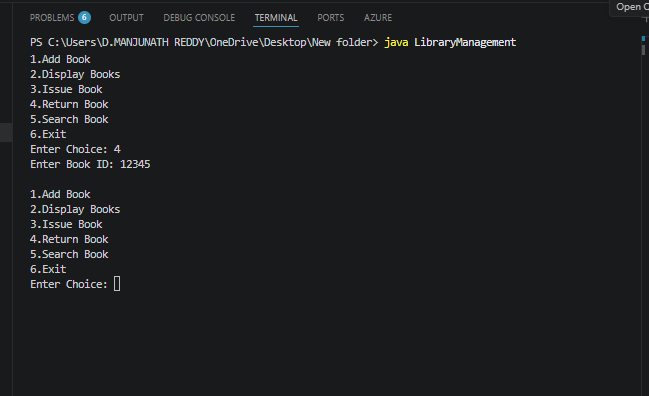 Open C
PROBLEMS 6 OUTPUT DEBUG CONSOLE TERMINAL PORTS AZURE
PS C:\Users\D.MANJUNATH REDDY\OneDrive\Desktop\New folder> java LibraryManagement
1.Add Book
2.Display Books
3.Issue Book
4.Return Book
5.Search Book
6.Exit
Enter Choice: 4
Enter Book ID: 12345
1.Add Book
2.Display Books
3.Issue Book
4.Return Book
5.Search Book
6.Exit
Enter Choice: